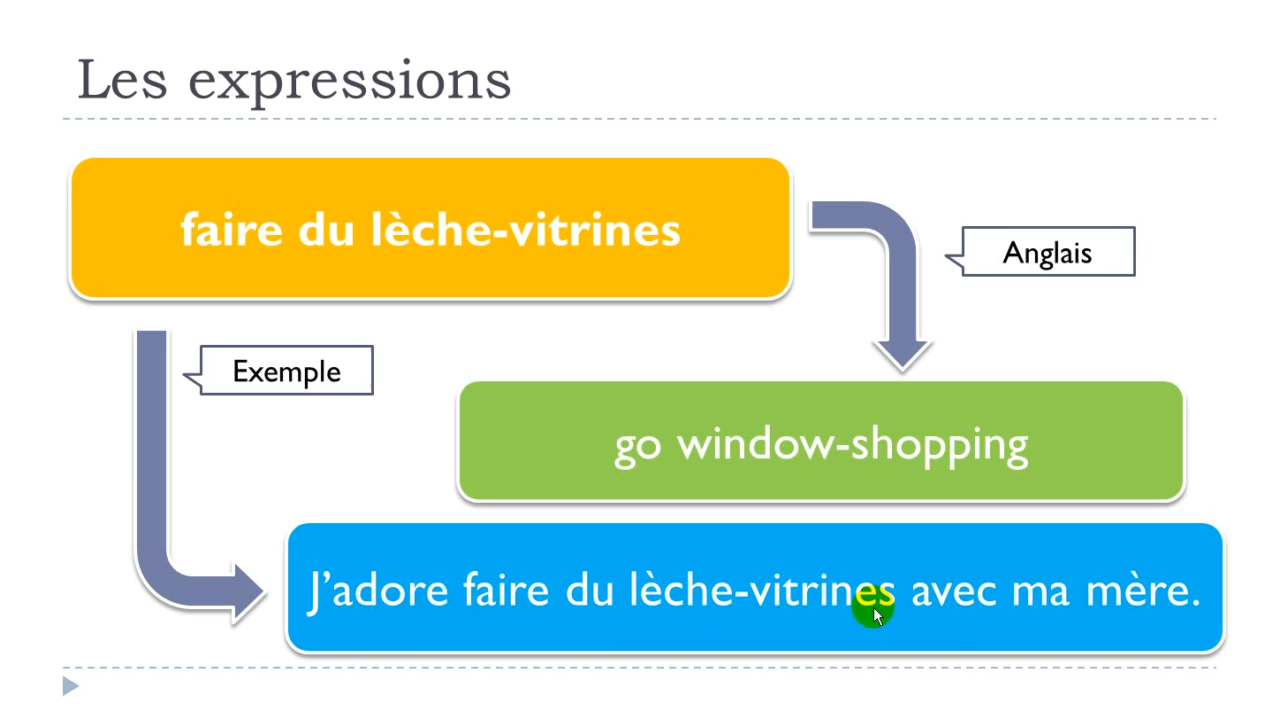 Les expressions
faire du lèche-vitrines
Anglais
Exemple
go window-shopping
J'adore faire du lèche-vitrines avec ma mère.